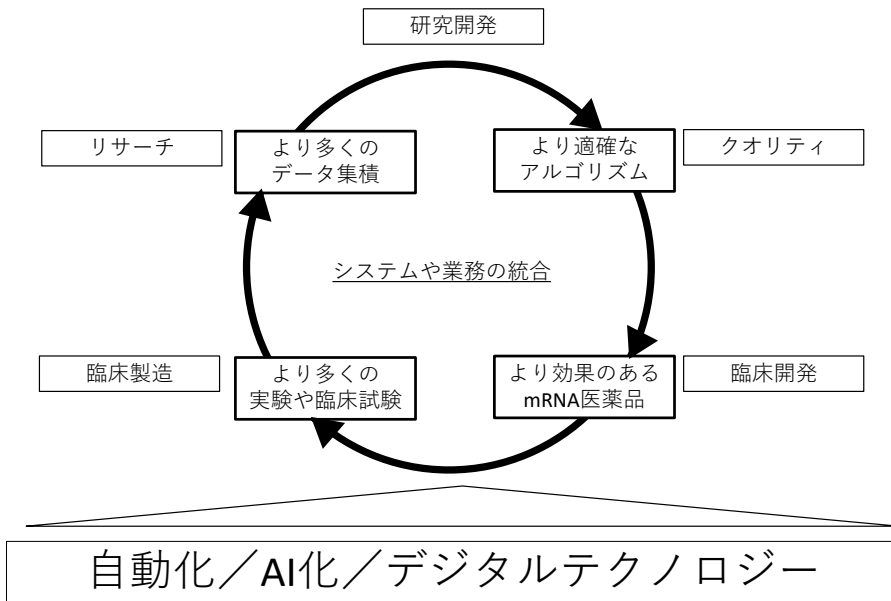 研究開発
リサーチ
より多くの
データ集積
より適確な
アルゴリズム
クオリティ
システムや業務の統合
臨床製造
より多くの
実験や臨床試験
より効果のある
mRNA医薬品
臨床開発
自動化／AI化／デジタルテクノロジー